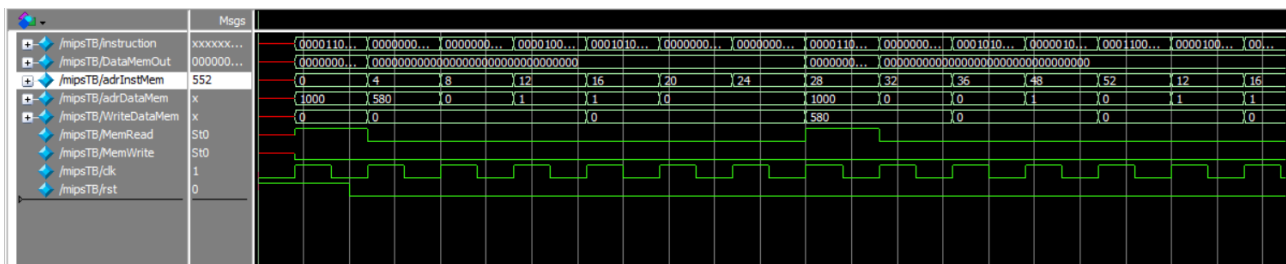 Msgs
/mipsTB/instruction xxxxxx... 0000110... 0000000... 0000000... 0000100... 0001010... 0000000... 0000000... 0000110... 0000000... 0001010... 0000010... 0001100... 0000100... 00...
/mipsTB/DataMemOut 000000... 0000000... 00000000000000000000000000000000 0000000... 00000000000000000000000000000000
/mipsTB/adrInstMem 552 0 4 8 12 16 20 24 28 32 36 48 52 12 16
/mipsTB/adrDataMem x 1000 580 0 1 1 0 1000 0 0 1 0 1 1
/mipsTB/WriteDataMem x 0 0 0 580 0 0 0
/mipsTB/MemRead St0
/mipsTB/MemWrite St0
/mipsTB/clk 1
/mipsTB/rst 0